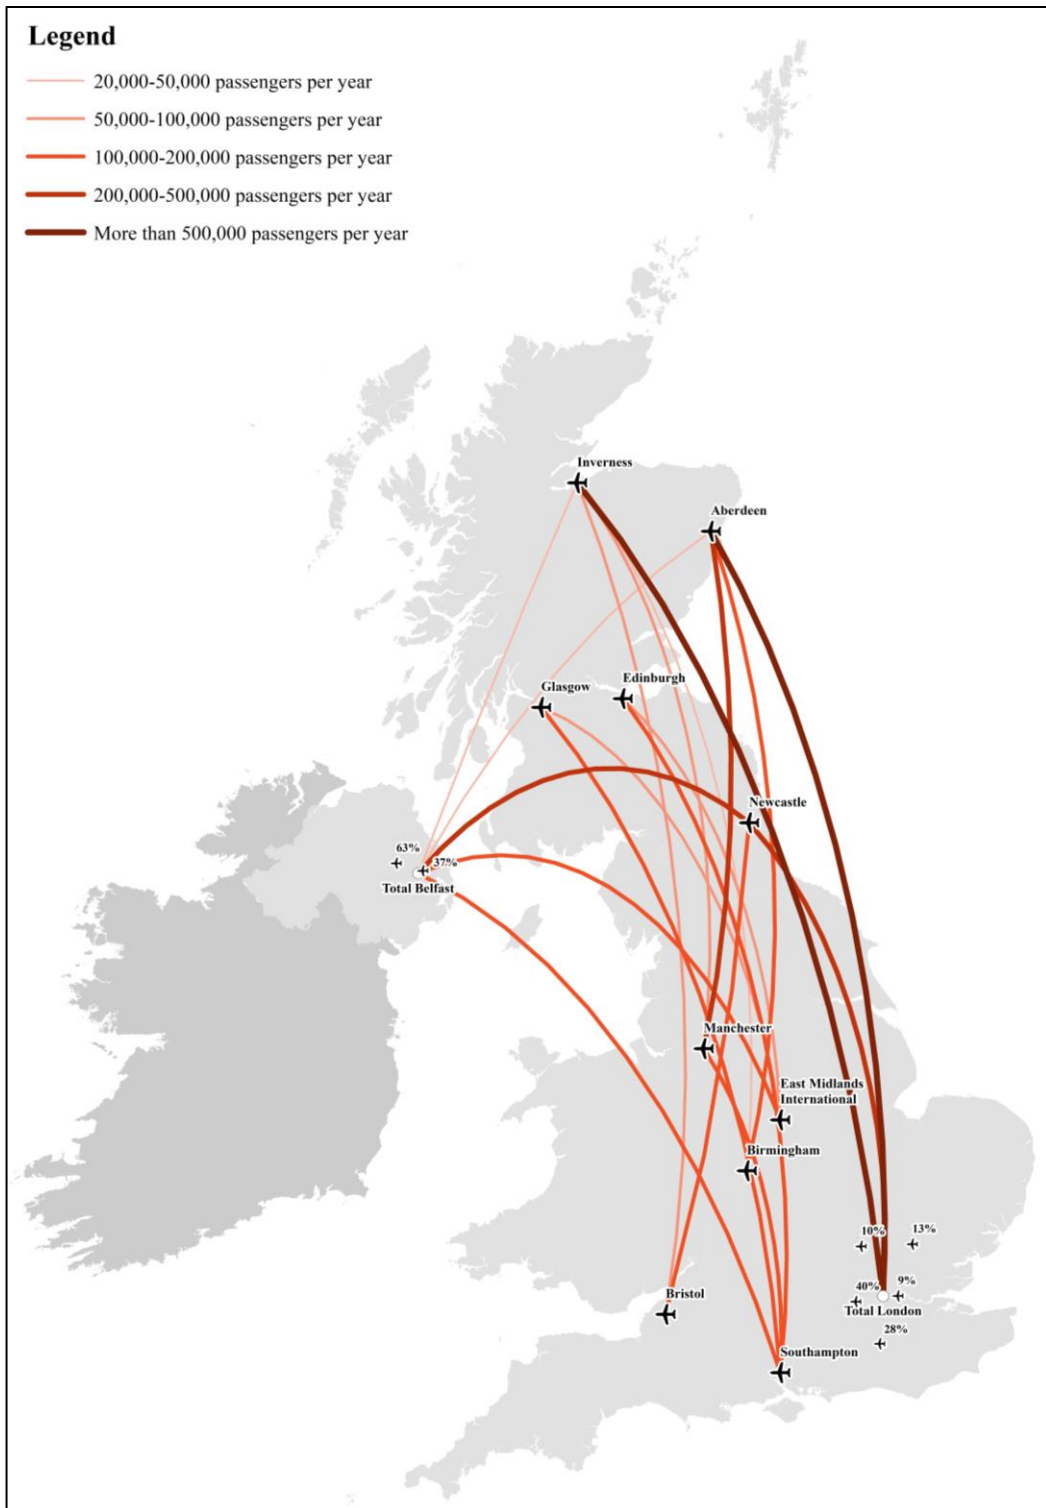 Legend
20,000-50,000 passengers per year
50,000-100,000 passengers per year
100,000-200,000 passengers per year
200,000-500,000 passengers per year
More than 500,000 passengers per year
Inverness
Aberdeen
Edinburgh
Glasgow
Newcastle
63%
37%
Total Belfast
Manchester
East Midlands
International
Birmingham
10%
13%
40%
9%
Total London
28%
Bristol
Southampton